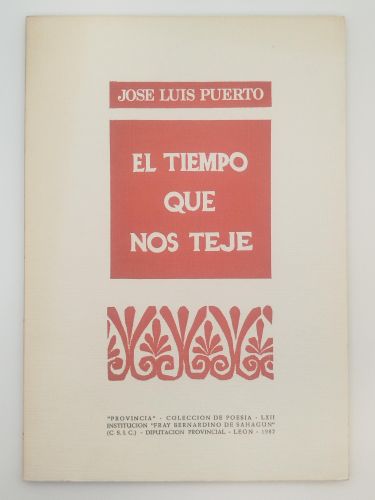 JOSE LUIS PUERTO
EL TIEMPO
QUE
NOS TEJE
"PROVINCIA" - COLECCION DE POESIA - LXII
INSTITUCION "FRAY BERNARDINO DE SAHAGUN"
(C. S. I. C.) - DIPUTACION PROVINCIAL - LEON - 1982